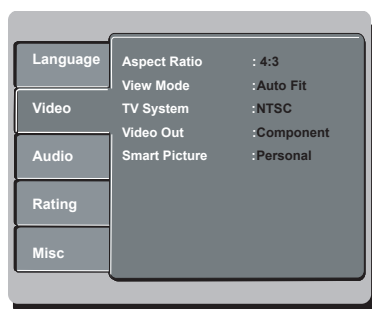 Language
Video
Audio
Rating
Misc
Aspect Ratio : 4:3
View Mode :Auto Fit
TV System :NTSC
Video Out :Component
Smart Picture :Personal